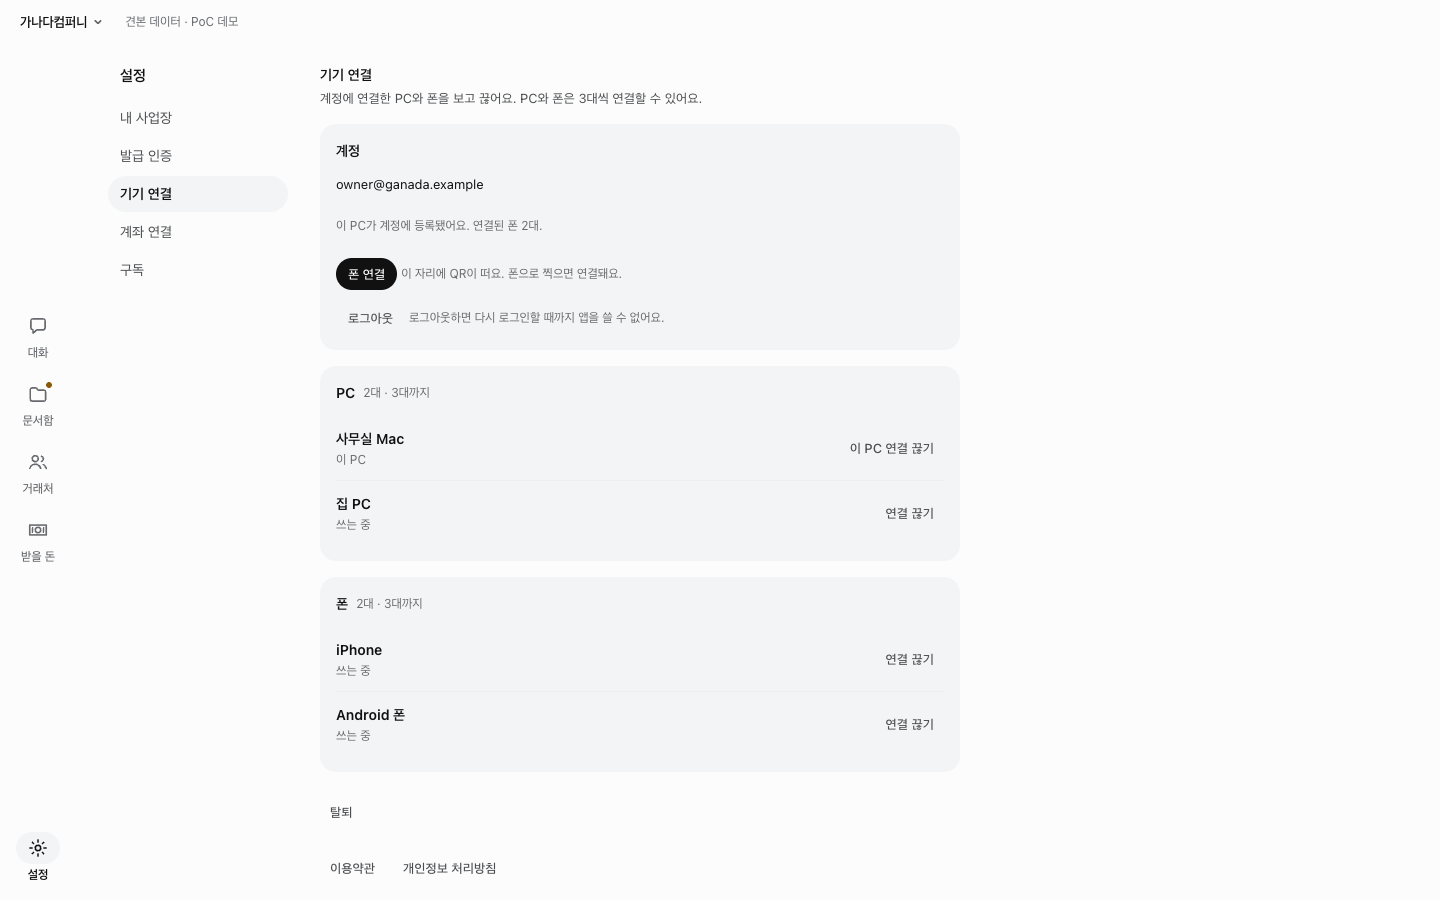 가나다컴퍼니
견본 데이터 · PoC 데모
설정
내 사업장
발급 인증
기기 연결
계좌 연결
구독
대화
문서함
거래처
받을 돈
설정
기기 연결
계정에 연결한 PC와 폰을 보고 끊어요. PC와 폰은 3대씩 연결할 수 있어요.
계정
owner@ganada.example
이 PC가 계정에 등록됐어요. 연결된 폰 2대.
폰 연결 이 자리에 QR이 떠요. 폰으로 찍으면 연결돼요.
로그아웃 로그아웃하면 다시 로그인할 때까지 앱을 쓸 수 없어요.
PC 2대 · 3대까지
사무실 Mac
이 PC
이 PC 연결 끊기
집 PC
쓰는 중
연결 끊기
폰 2대 · 3대까지
iPhone
쓰는 중
연결 끊기
Android 폰
쓰는 중
연결 끊기
탈퇴
이용약관 개인정보 처리방침